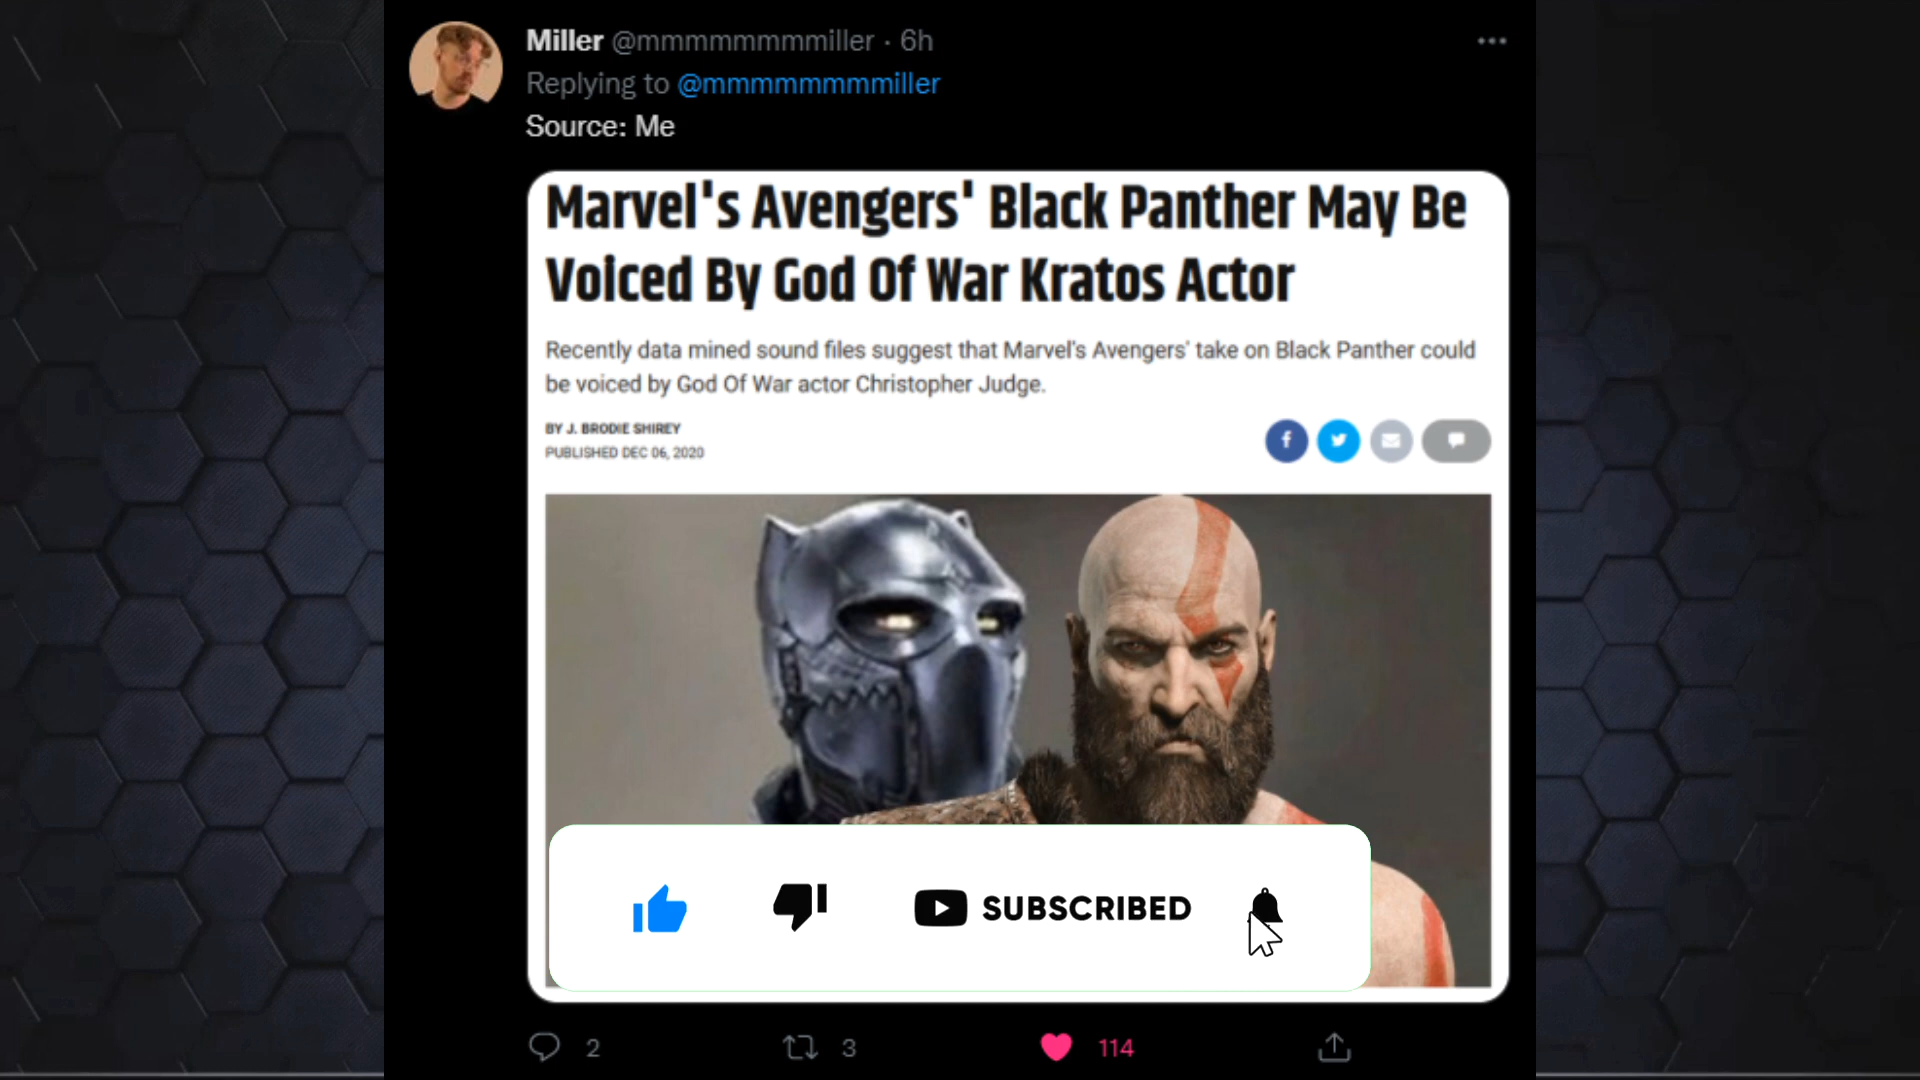 Miller @mmmmmmmmiller · 6h
Replying to @mmmmmmmmiller
Source: Me
Marvel's Avengers' Black Panther May Be
Voiced By God Of War Kratos Actor
Recently data mined sound files suggest that Marvel's Avengers' take on Black Panther could
be voiced by God Of War actor Christopher Judge.
BY J. BRODIE SHIREY
PUBLISHED DEC 06, 2020
SUBSCRIBED
2 3 114